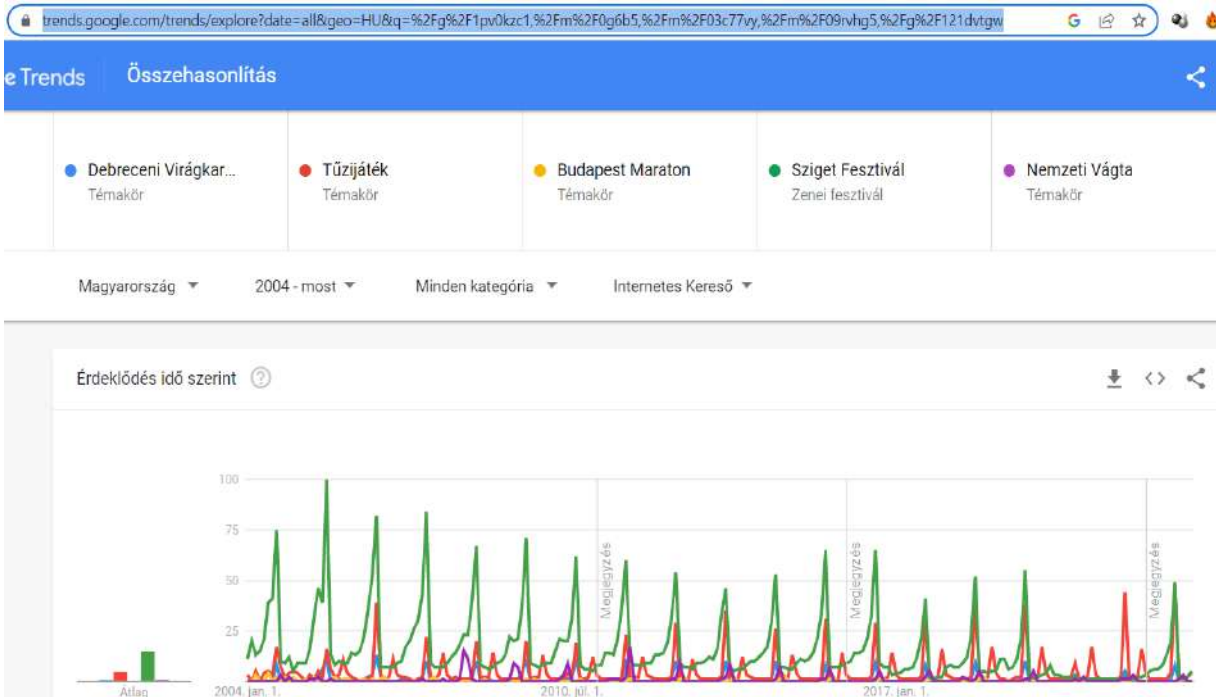 trends.google.com/trends/explore?date=all&geo=HU&q=%2Fg%2F1pv0kzc1,%2Fm%2F0g6b5,%2Fm%2F03c77vy,%2Fm%2F09rvhg5,%2Fg%2F121dvtgw
e Trends Összehasonlítás
Debreceni Virágkar... Tűzijáték Budapest Maraton Sziget Fesztivál Nemzeti Vágta
Témakör Témakör Témakör Zenei fesztivál Témakör
Magyarország 2004 - most Minden kategória Internetes Kereső
Érdeklődés idő szerint
100
75
50
25
Megjegyzés Megjegyzés Megjegyzés
Átlag 2004. jan. 1. 2010. júl. 1. 2017. jan. 1.